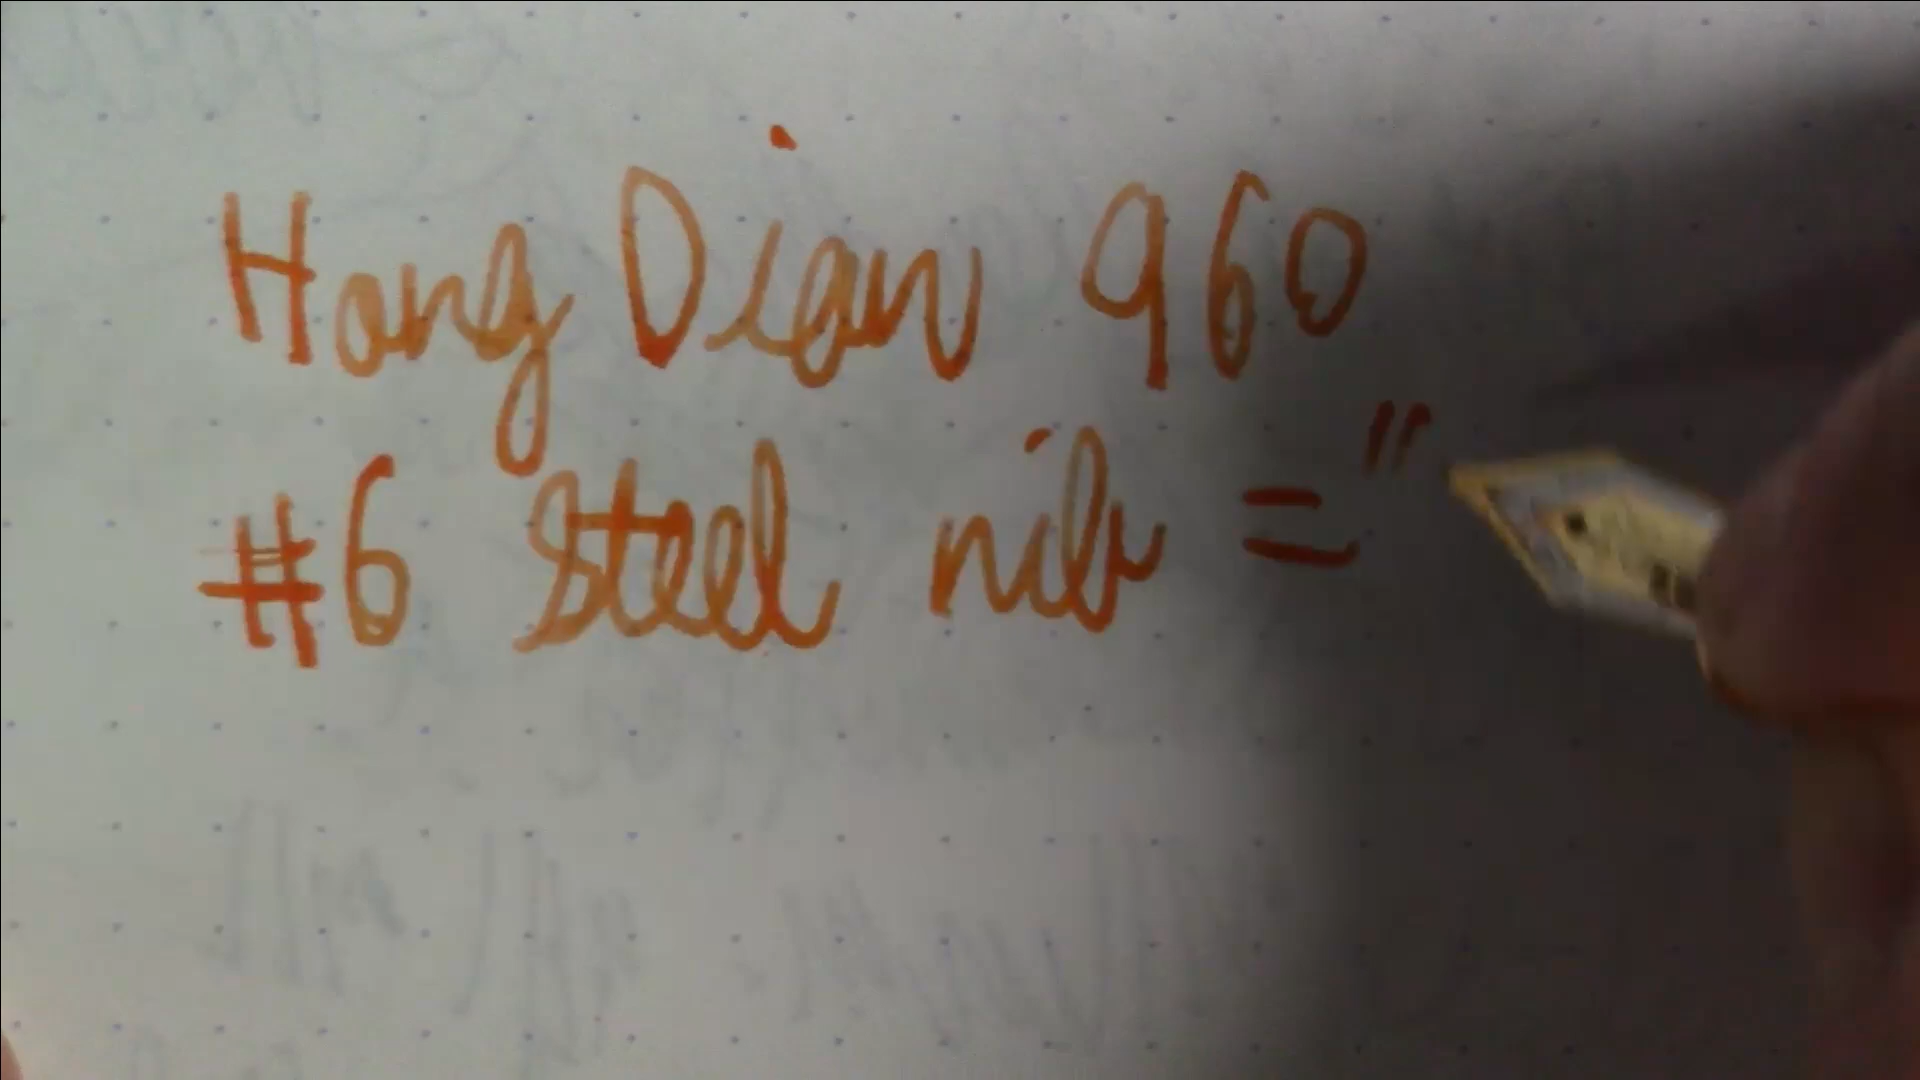 Hong Dian 960
#6 steel nib = "